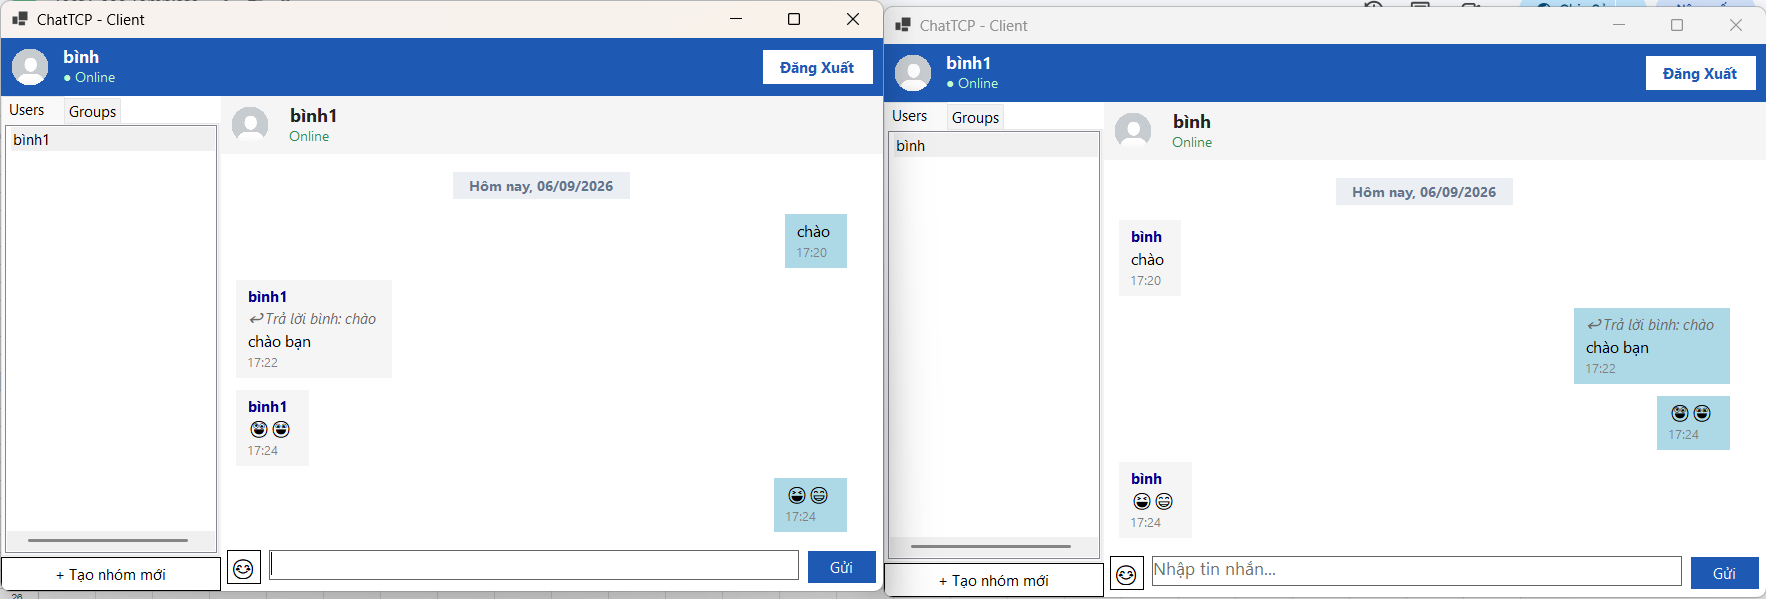 ChatTCP - Client
bình
● Online
Đăng Xuất
Users
Groups
bình1
bình1
Online
Hôm nay, 06/09/2026
chào
17:20
bình1
↩ Trả lời bình: chào
chào bạn
17:22
bình1
17:24
17:24
+ Tạo nhóm mới
Gửi
26
ChatTCP - Client
bình1
● Online
Đăng Xuất
Users
Groups
bình
bình
Online
Hôm nay, 06/09/2026
bình
chào
17:20
↩ Trả lời bình: chào
chào bạn
17:22
17:24
bình
17:24
+ Tạo nhóm mới
Nhập tin nhắn...
Gửi